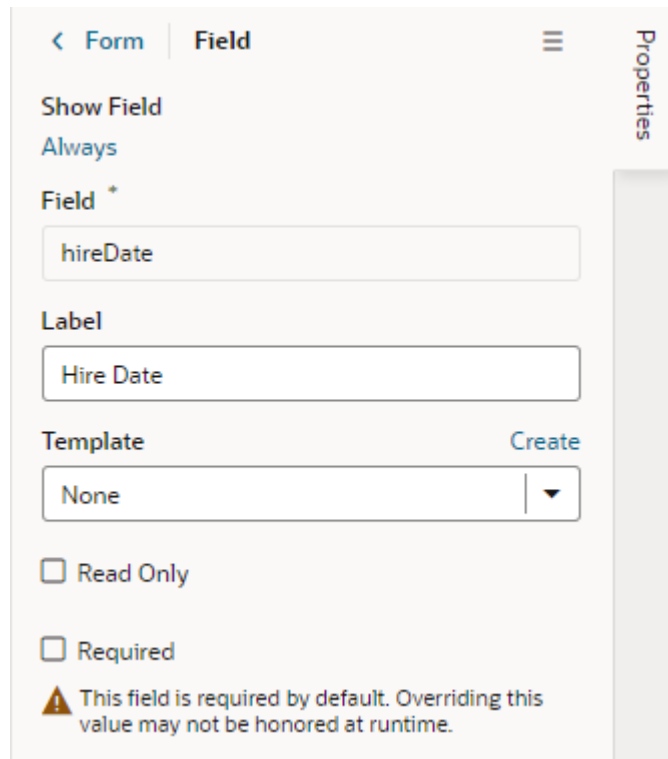 Form Field
Show Field
Always
Field *
hireDate
Label
Hire Date
Template Create
None
Read Only
Required
This field is required by default. Overriding this
value may not be honored at runtime.
Properties